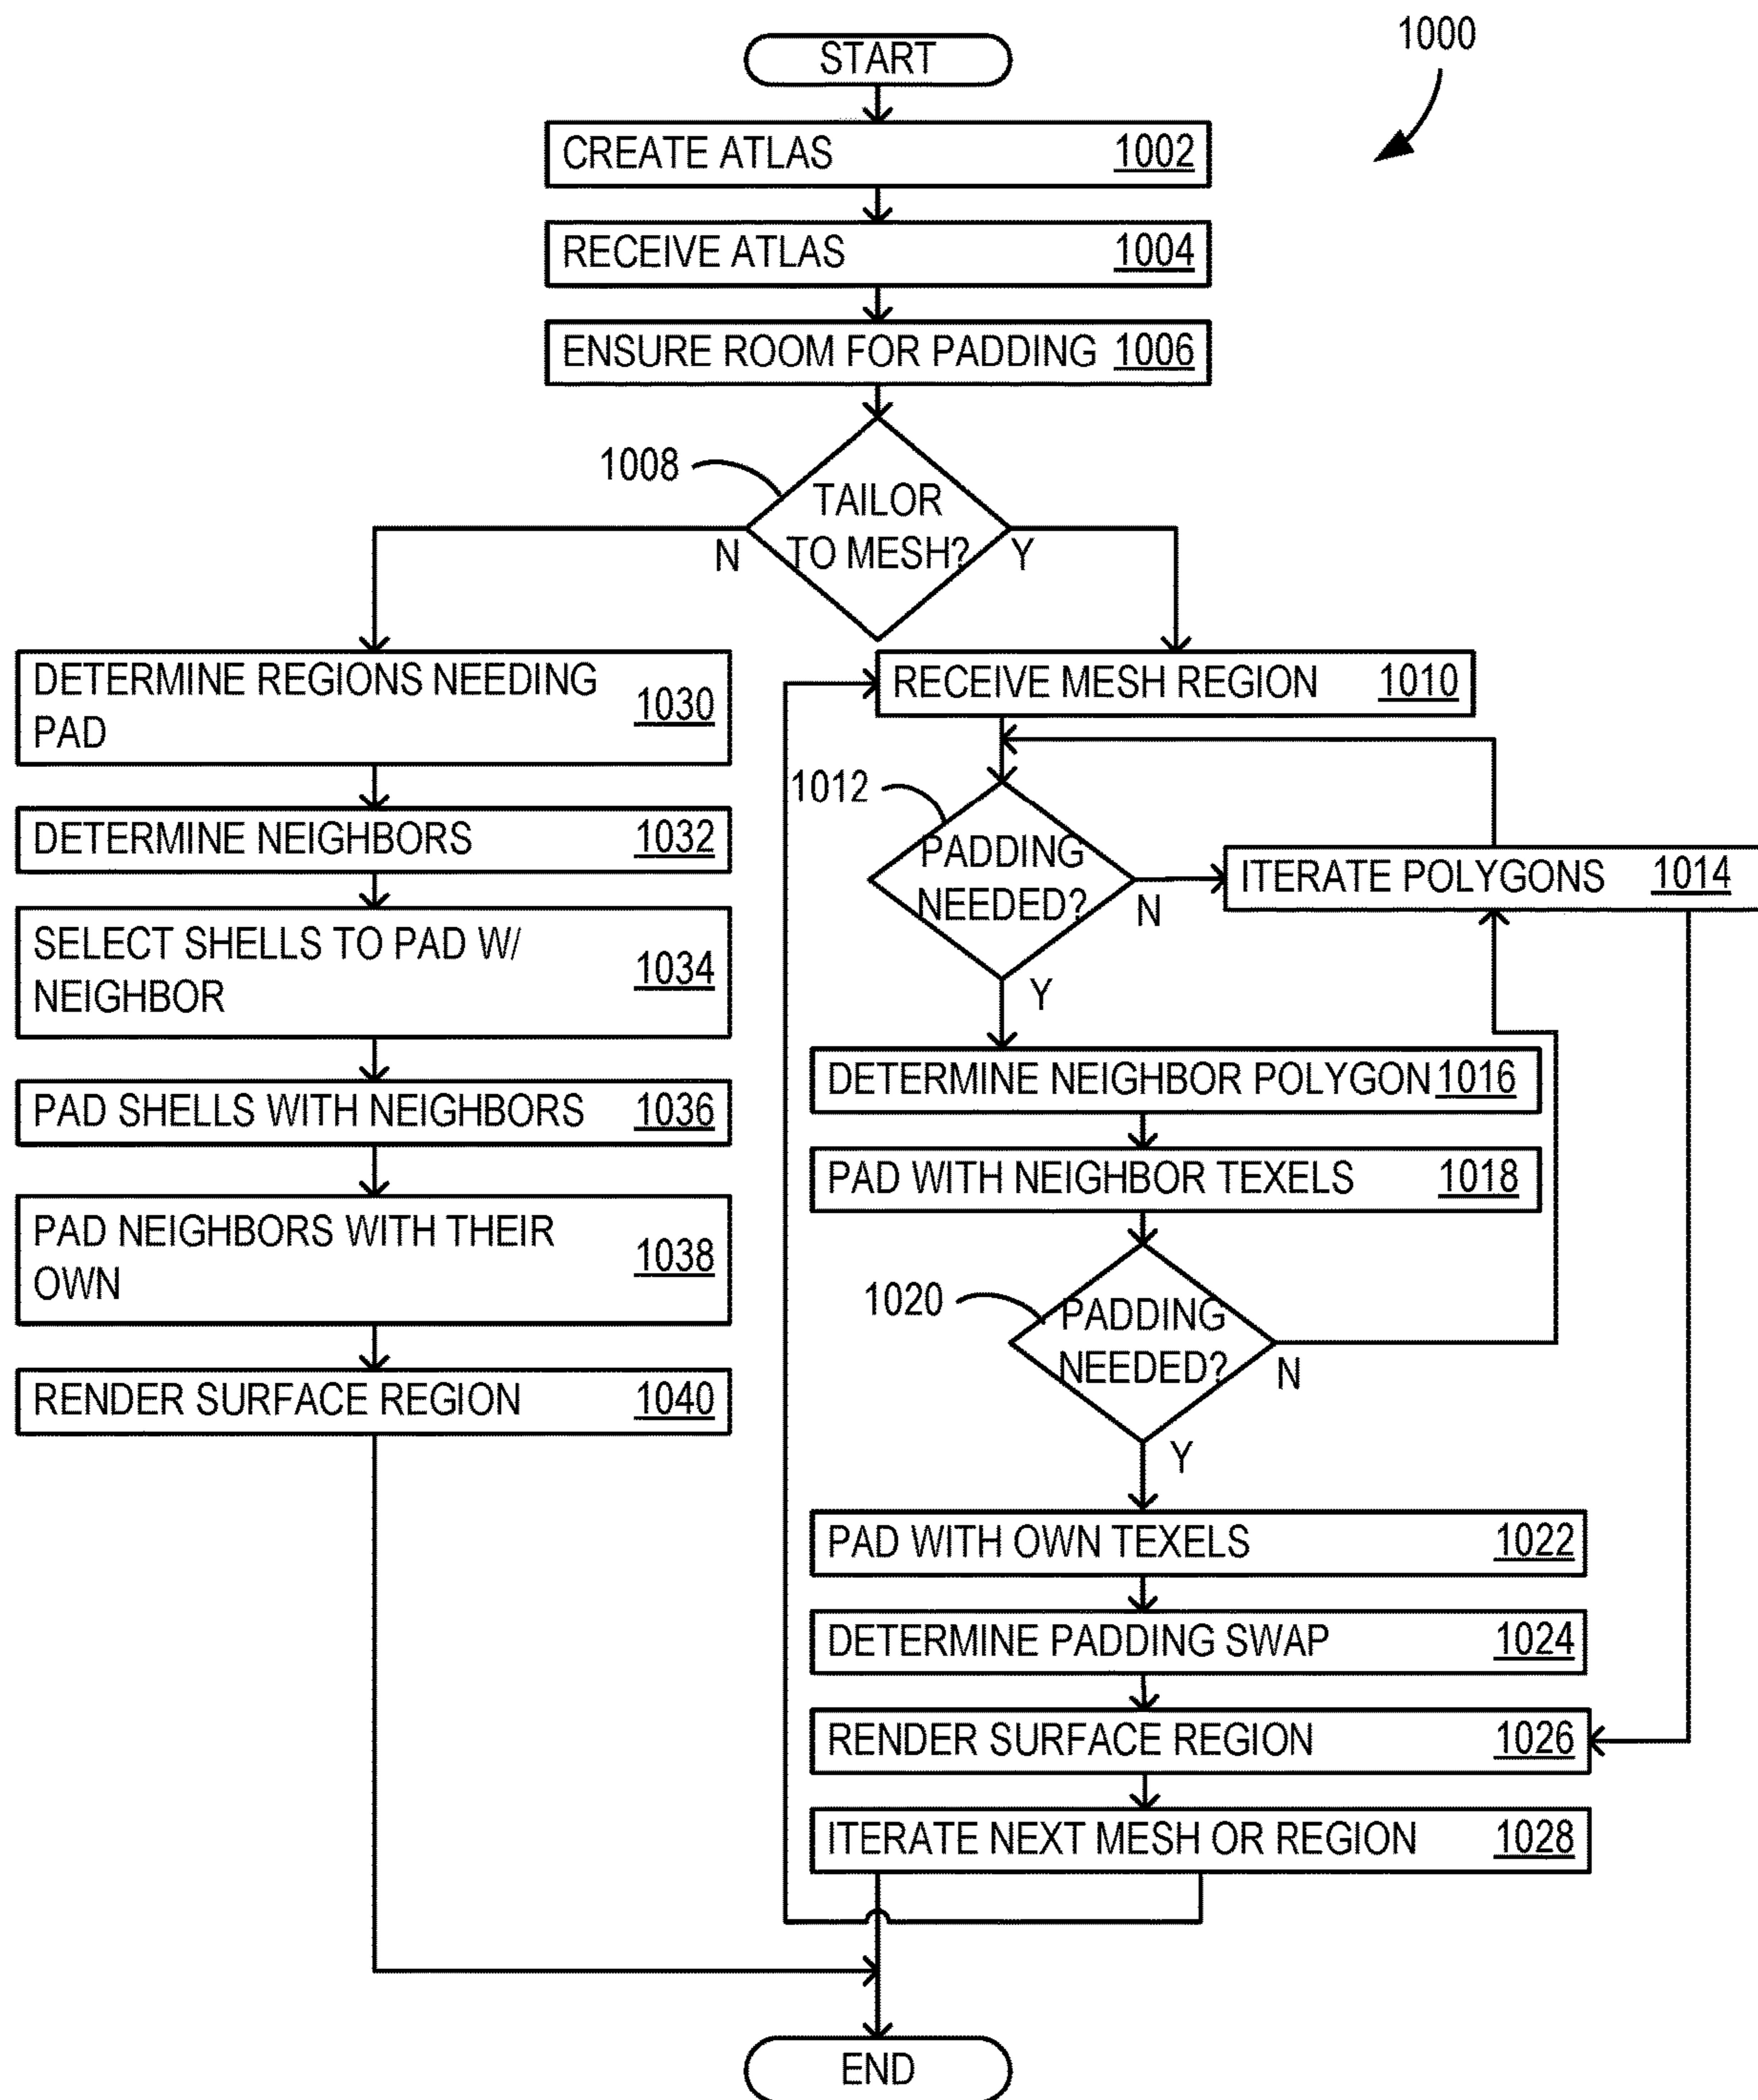 1000
START
CREATE ATLAS 1002
RECEIVE ATLAS 1004
ENSURE ROOM FOR PADDING 1006
1008
TAILOR
TO MESH?
N
Y
DETERMINE REGIONS NEEDING
PAD
1030
DETERMINE NEIGHBORS 1032
SELECT SHELLS TO PAD W/
NEIGHBOR
1034
PAD SHELLS WITH NEIGHBORS 1036
PAD NEIGHBORS WITH THEIR
OWN
1038
RENDER SURFACE REGION 1040
RECEIVE MESH REGION 1010
1012
PADDING
NEEDED?
N
Y
ITERATE POLYGONS 1014
DETERMINE NEIGHBOR POLYGON 1016
PAD WITH NEIGHBOR TEXELS 1018
1020
PADDING
NEEDED?
N
Y
PAD WITH OWN TEXELS 1022
DETERMINE PADDING SWAP 1024
RENDER SURFACE REGION 1026
ITERATE NEXT MESH OR REGION 1028
END